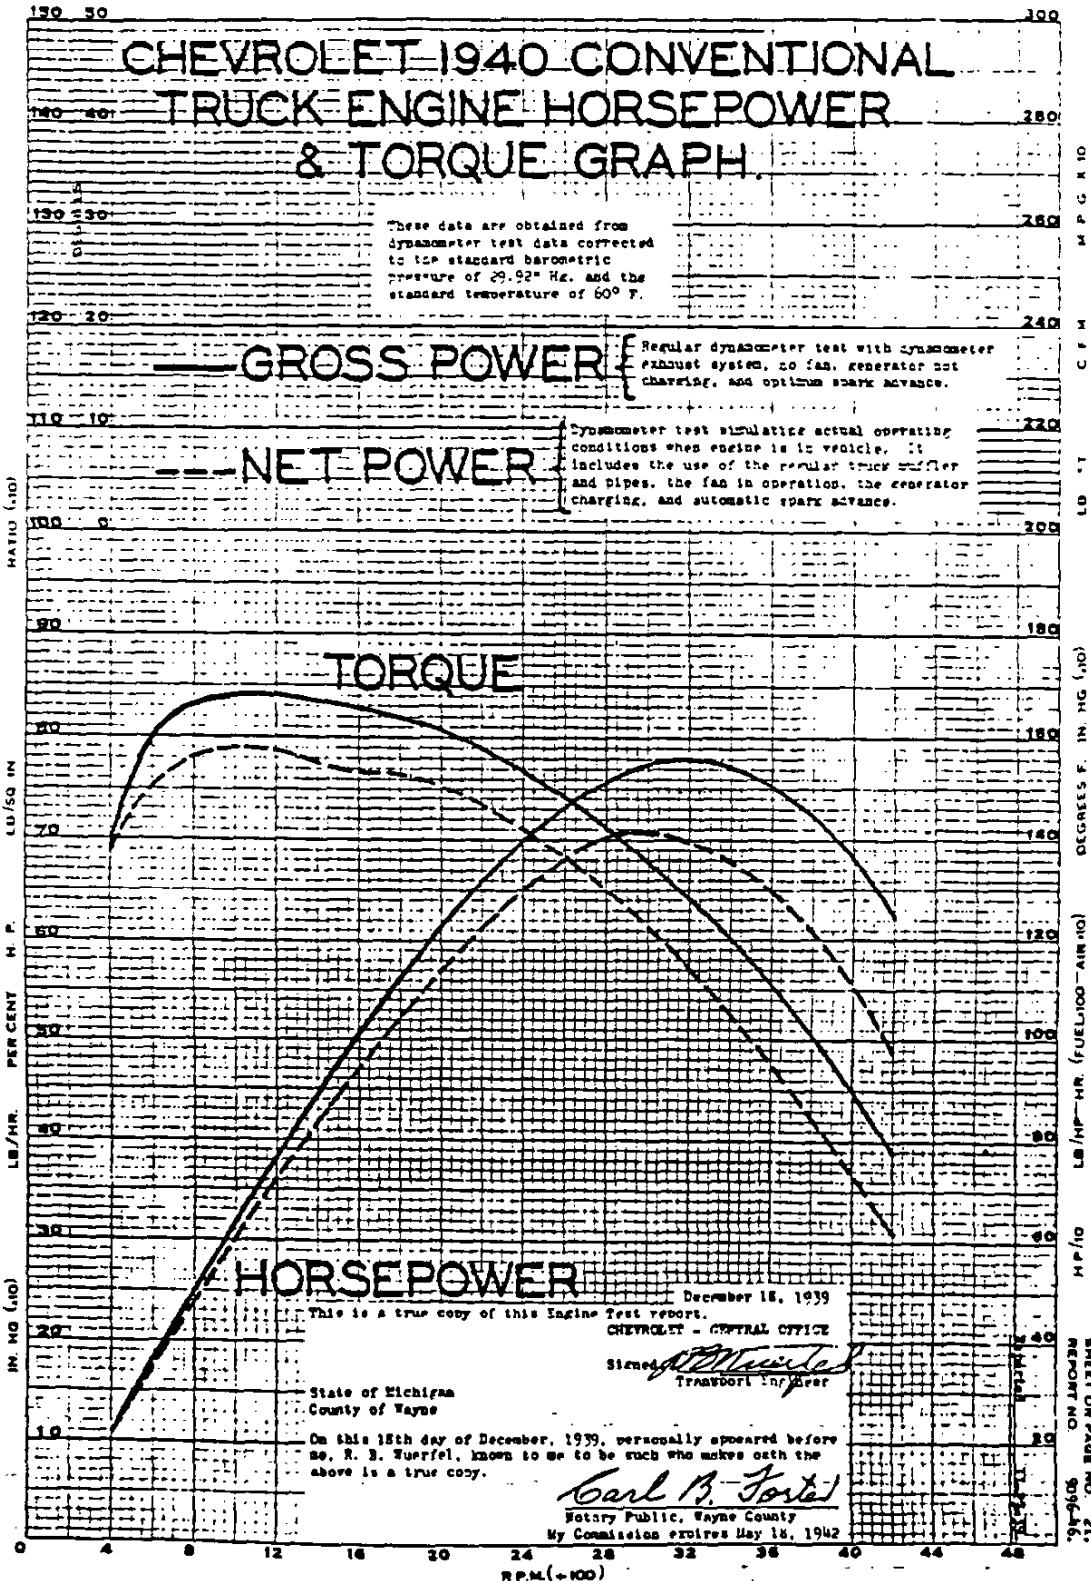 150 50
300
CHEVROLET 1940 CONVENTIONAL
TRUCK ENGINE HORSEPOWER
& TORQUE GRAPH.
140 40
280
130 30
260
These data are obtained from
dynamometer test data corrected
to the standard barometric
pressure of 29.92" Hg. and the
standard temperature of 60° F.
120 20
240
GROSS POWER
Regular dynamometer test with dynamometer
exhaust system, no fan, generator not
charging, and optimum spark advance.
110 10
220
NET POWER
Dynamometer test simulating actual operating
conditions when engine is in vehicle. It
includes the use of the regular truck muffler
and pipes, the fan in operation, the generator
charging, and automatic spark advance.
100 0
200
90
180
TORQUE
80
160
70
140
60
120
50
100
40
80
30
60
HORSEPOWER
December 18, 1939
This is a true copy of this Engine Test report.
CHEVROLET - CENTRAL OFFICE
20
40
Signed
Transport Engineer
State of Michigan
County of Wayne
10
20
On this 18th day of December, 1939, personally appeared before
me, R. B. Wuerfel, known to me to be such who makes oath the
above is a true copy.
Carl B. Foster
Notary Public, Wayne County
My Commission expires May 18, 1942
0 4 8 12 16 20 24 28 32 36 40 44 48
R.P.M. (÷100)
IN. HG (×10)
LB/HR.
PER CENT
H. P.
LB/SQ IN
RATIO (×10)
M P G × 10
C F M
LB FT
IN. HG (×10)
DEGREES F.
LB/HP-HR. (FUEL×100-AIR×10)
HP/10
REPORT NO